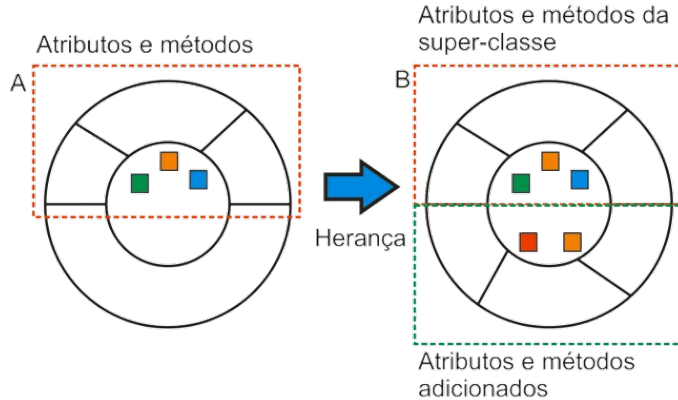 Atributos e métodos
A
Herança
Atributos e métodos da
super-classe
B
Atributos e métodos
adicionados